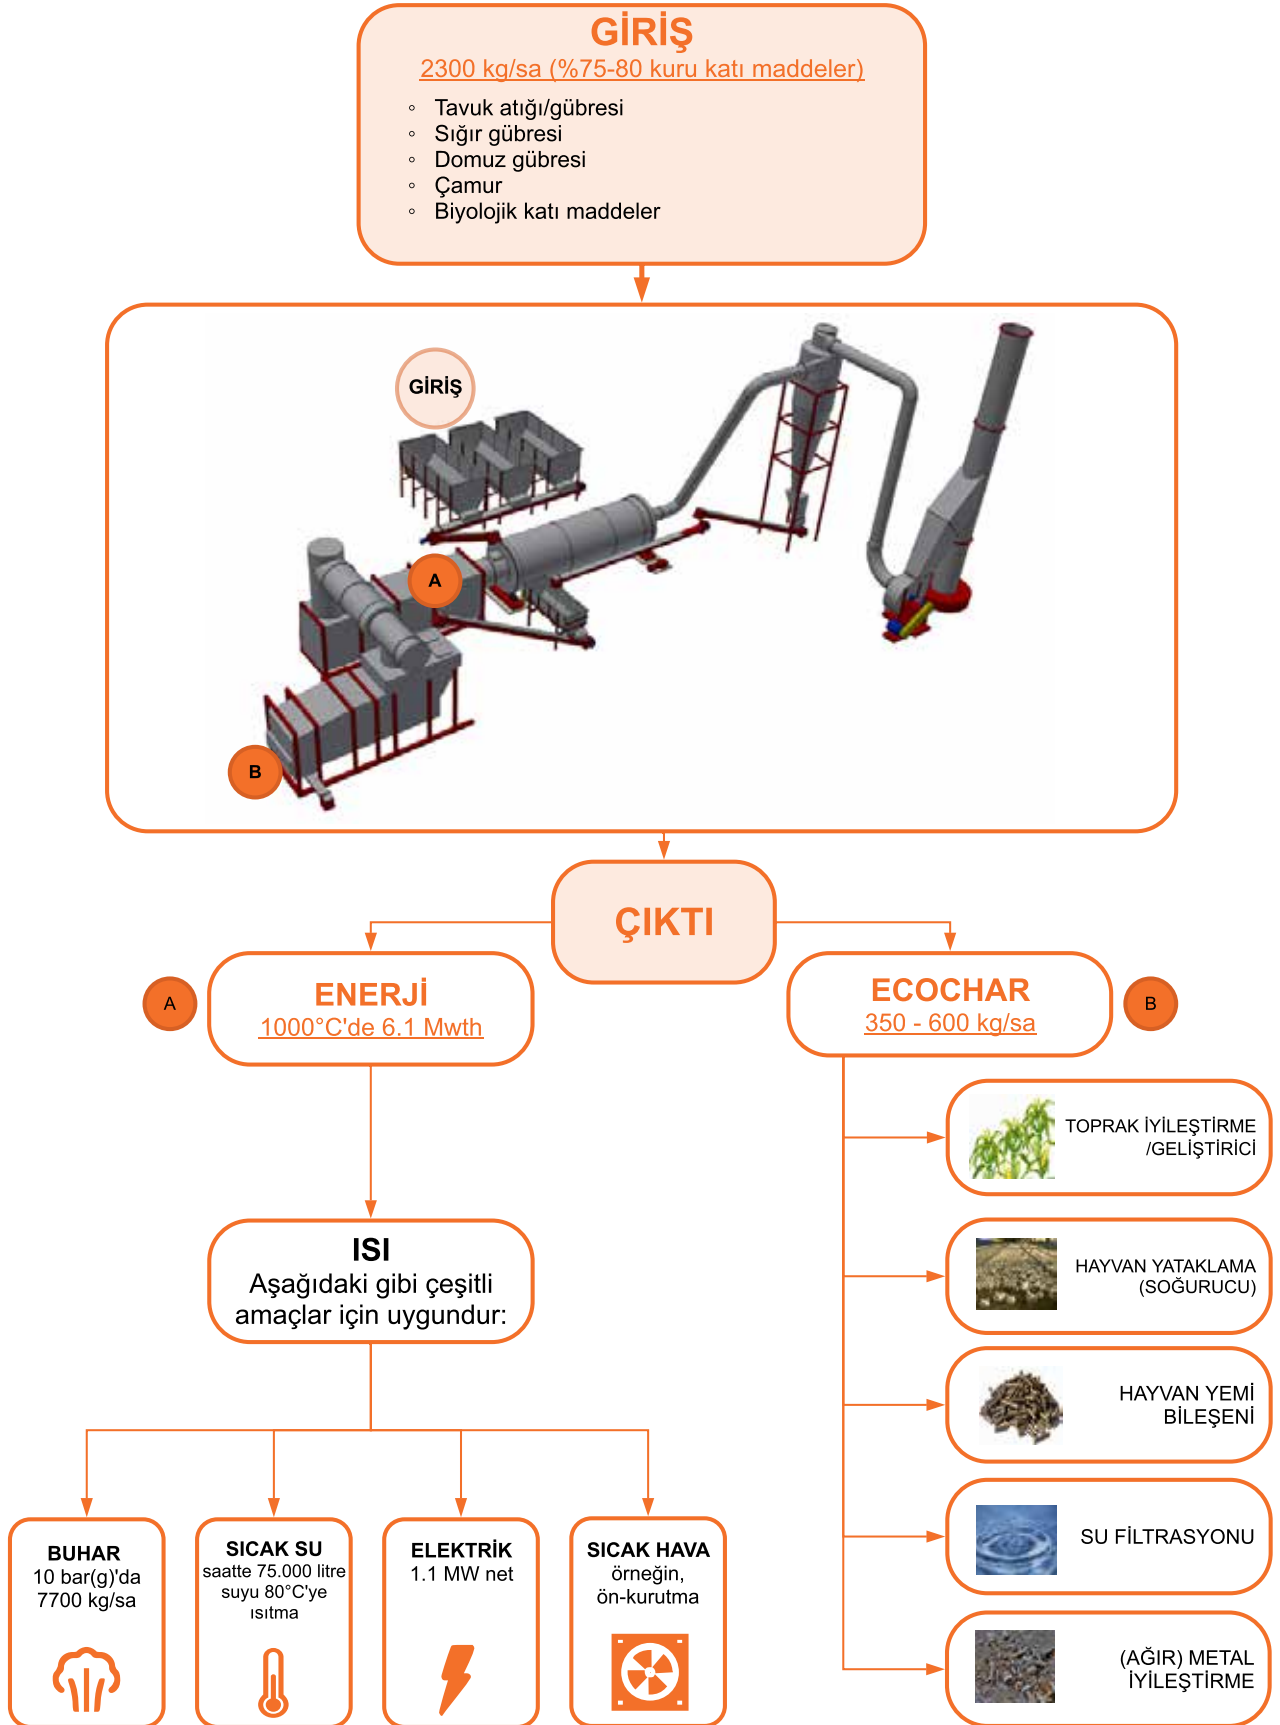 GİRİŞ
2300 kg/sa (%75-80 kuru katı maddeler)
◦ Tavuk atığı/gübresi
◦ Sığır gübresi
◦ Domuz gübresi
◦ Çamur
◦ Biyolojik katı maddeler
GİRİŞ
A
B
ÇIKTI
A
ENERJİ
1000°C'de 6.1 Mwth
ECOCHAR
350 - 600 kg/sa
B
ISI
Aşağıdaki gibi çeşitli
amaçlar için uygundur:
BUHAR
10 bar(g)'da
7700 kg/sa
SICAK SU
saatte 75.000 litre
suyu 80°C'ye
ısıtma
ELEKTRİK
1.1 MW net
SICAK HAVA
örneğin,
ön-kurutma
TOPRAK İYİLEŞTİRME
/GELİŞTİRİCİ
HAYVAN YATAKLAMA
(SOĞURUCU)
HAYVAN YEMİ
BİLEŞENİ
SU FİLTRASYONU
(AĞIR) METAL
İYİLEŞTİRME